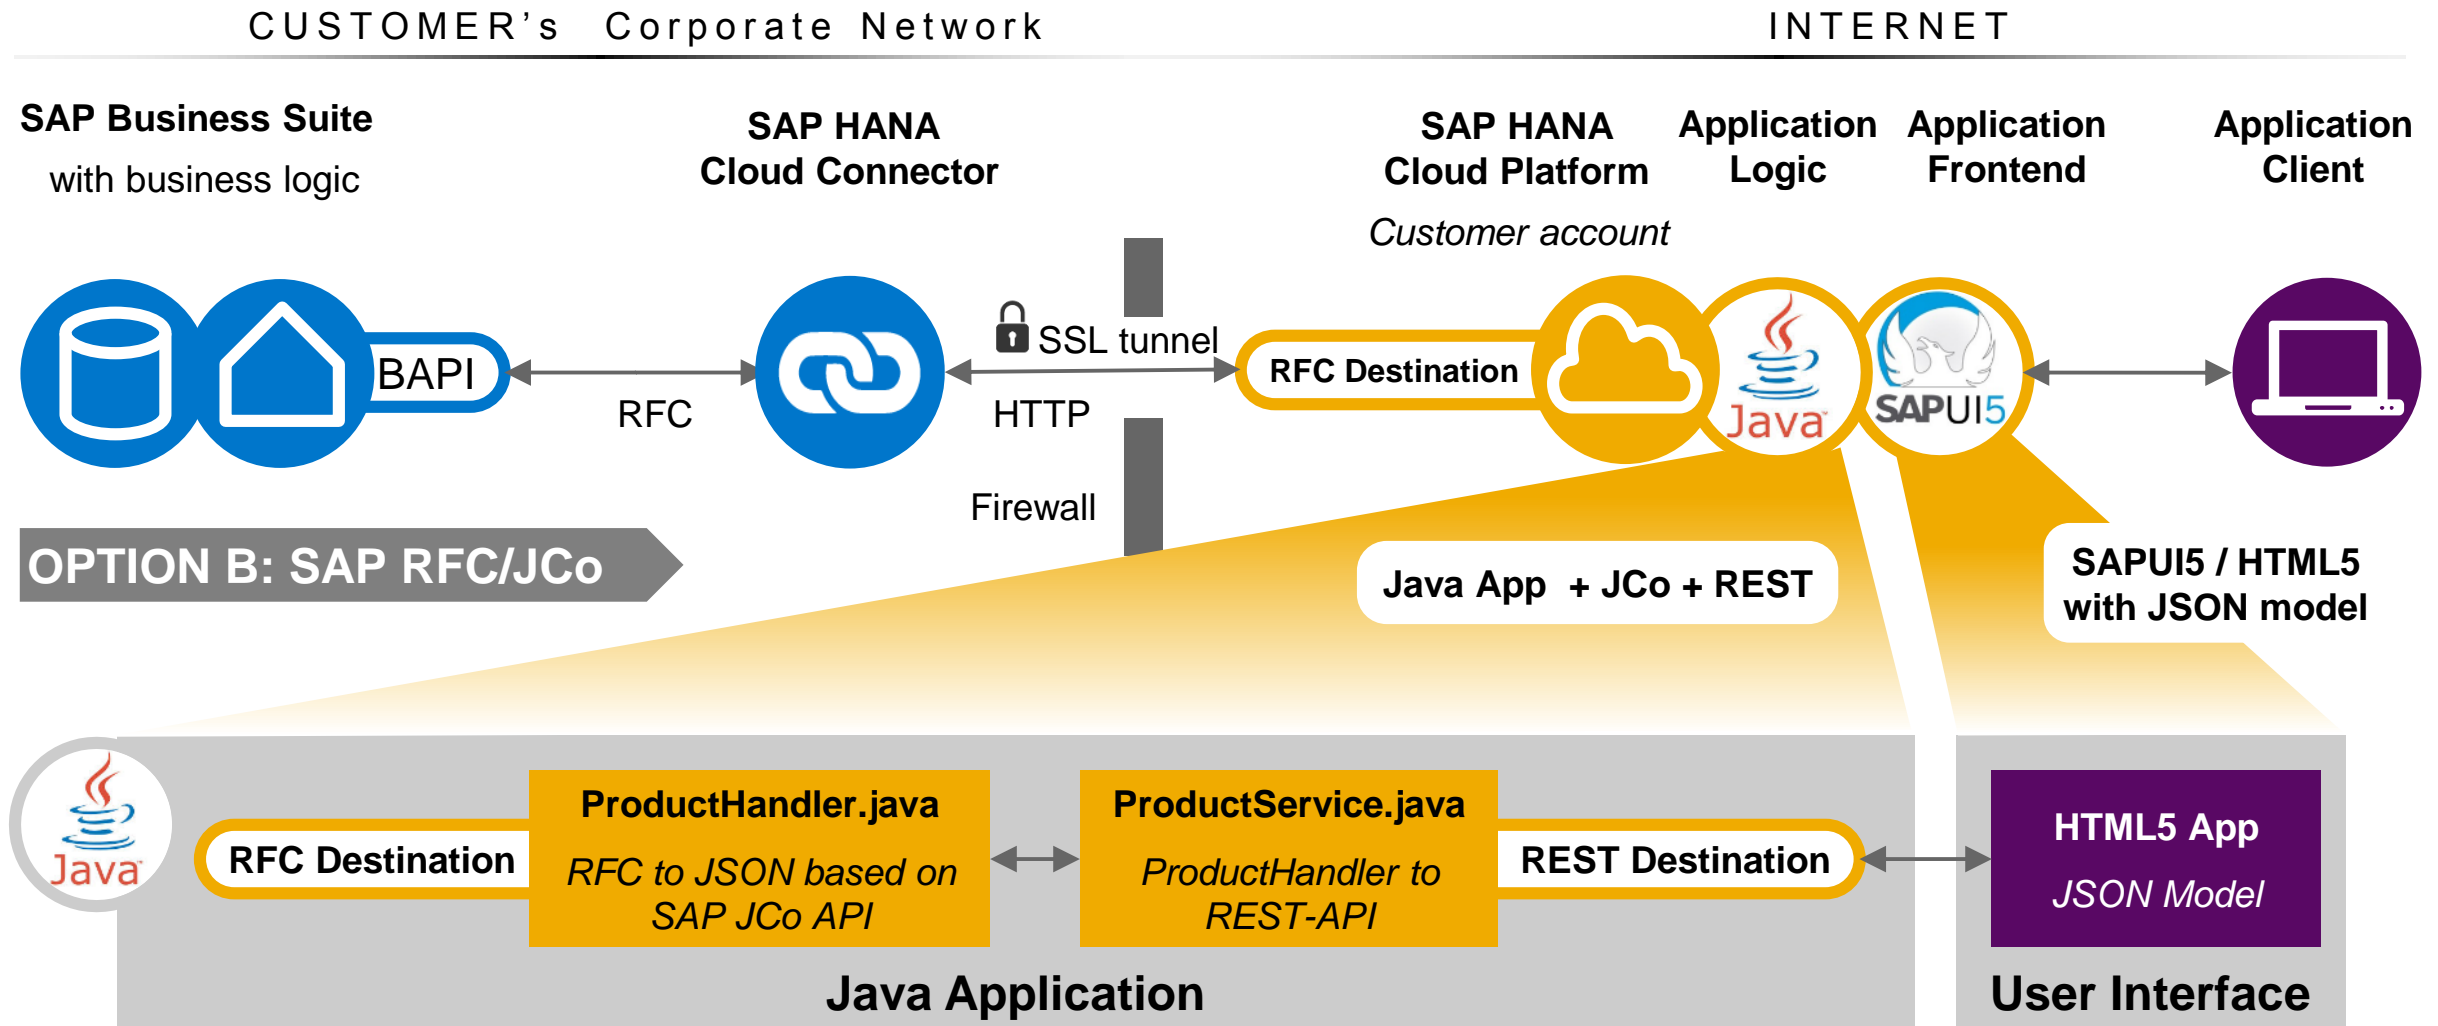 CUSTOMER's Corporate Network
INTERNET
SAP Business Suite
with business logic
SAP HANA
Cloud Connector
SAP HANA
Cloud Platform
Customer account
Application
Logic
Application
Frontend
Application
Client
BAPI
RFC
SSL tunnel
HTTP
Firewall
RFC Destination
Java™
SAPUI5
OPTION B: SAP RFC/JCo
Java App + JCo + REST
SAPUI5 / HTML5
with JSON model
Java™
RFC Destination
ProductHandler.java
RFC to JSON based on
SAP JCo API
ProductService.java
ProductHandler to
REST-API
REST Destination
HTML5 App
JSON Model
Java Application
User Interface